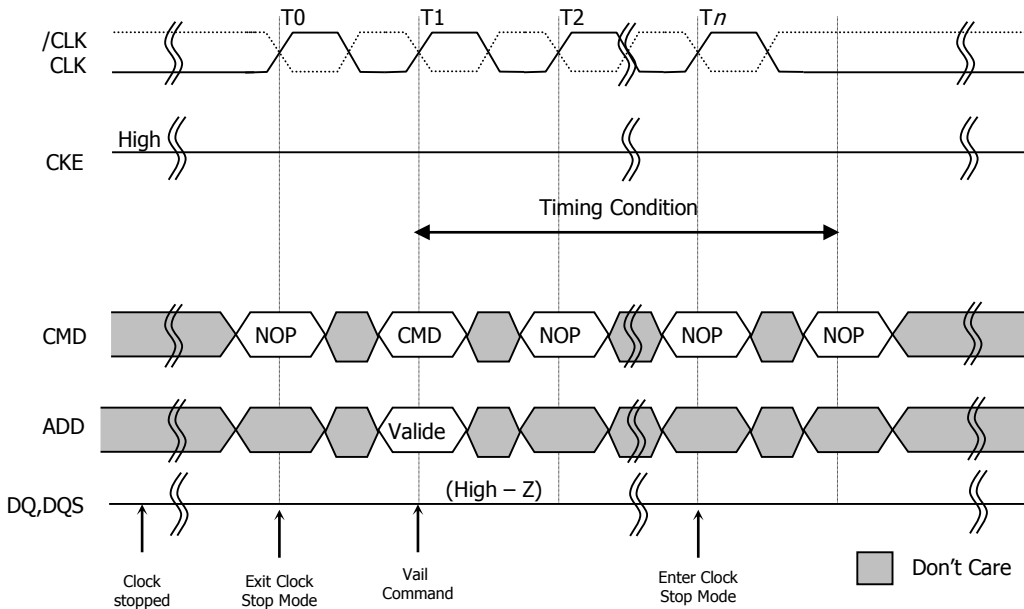 T0 T1 T2 Tn
/CLK
CLK
High
CKE
Timing Condition
CMD NOP CMD NOP NOP NOP
ADD Valide
(High – Z)
DQ,DQS
Clock
stopped
Exit Clock
Stop Mode
Vail
Command
Enter Clock
Stop Mode
Don't Care